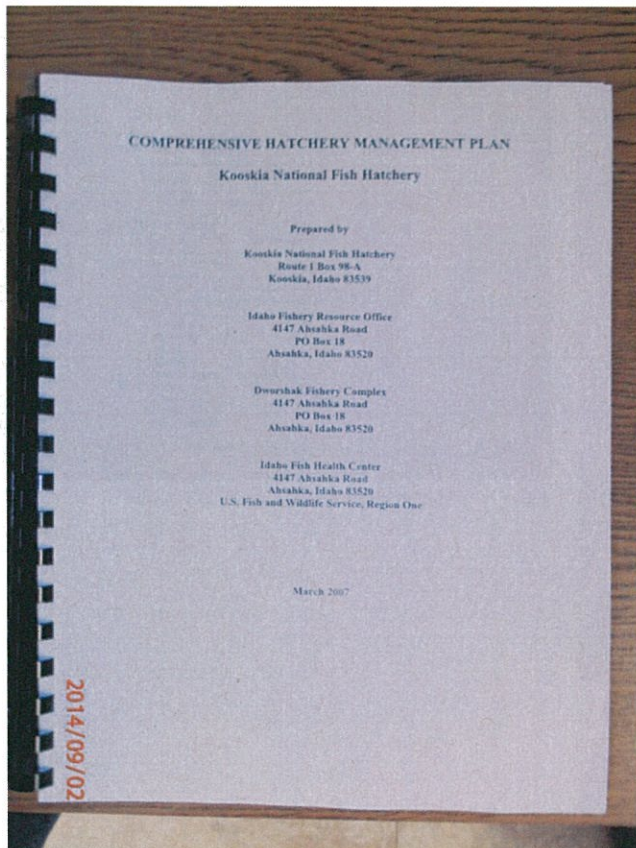 COMPREHENSIVE HATCHERY MANAGEMENT PLAN
Kooskia National Fish Hatchery
Prepared by
Kooskia National Fish Hatchery
Route 1 Box 98-A
Kooskia, Idaho 83539
Idaho Fishery Resource Office
4147 Ahsahka Road
PO Box 18
Ahsahka, Idaho 83520
Dworshak Fishery Complex
4147 Ahsahka Road
PO Box 18
Ahsahka, Idaho 83520
Idaho Fish Health Center
4147 Ahsahka Road
Ahsahka, Idaho 83520
U.S. Fish and Wildlife Service, Region One
March 2007
2014/09/02